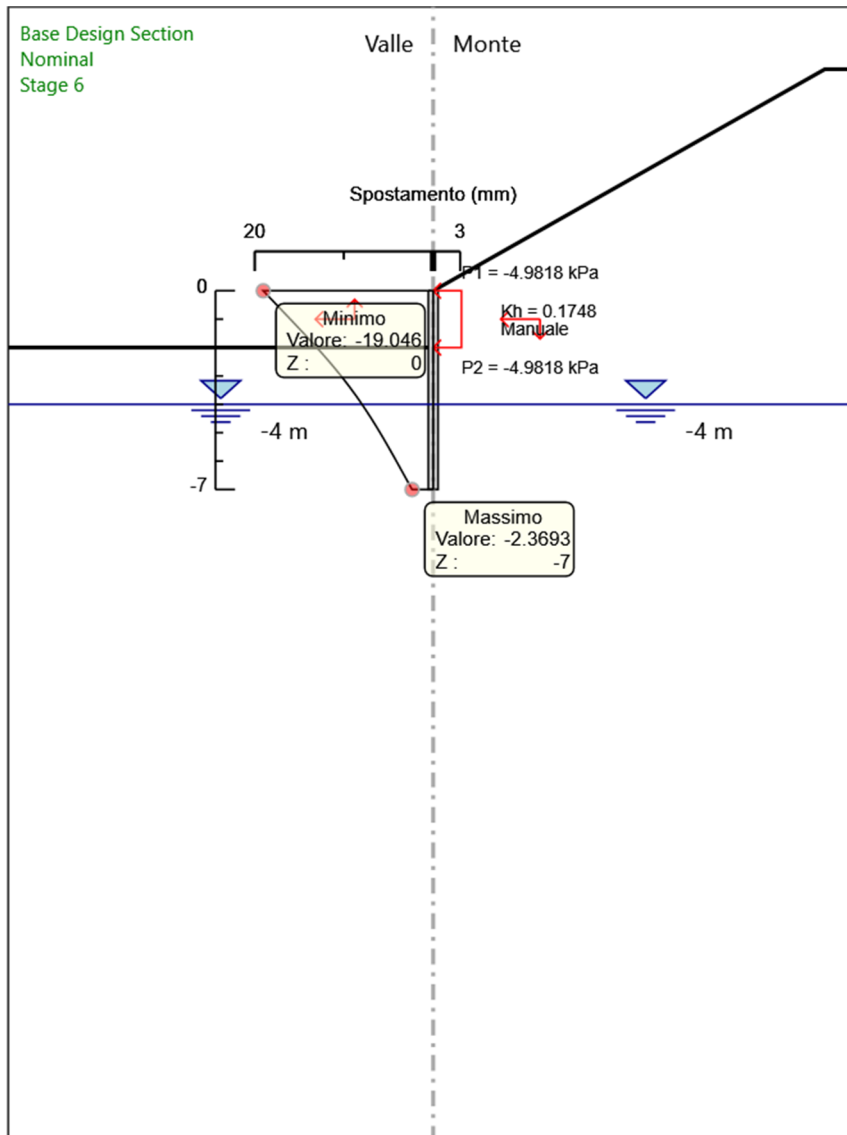 Base Design Section
Nominal
Stage 6
Valle
Monte
Spostamento (mm)
20
3
P1 = -4.9818 kPa
0
Kh = 0.1748
Manuale
Minimo
Valore: -19.046
Z : 0
P2 = -4.9818 kPa
-4 m
-4 m
-7
Massimo
Valore: -2.3693
Z : -7